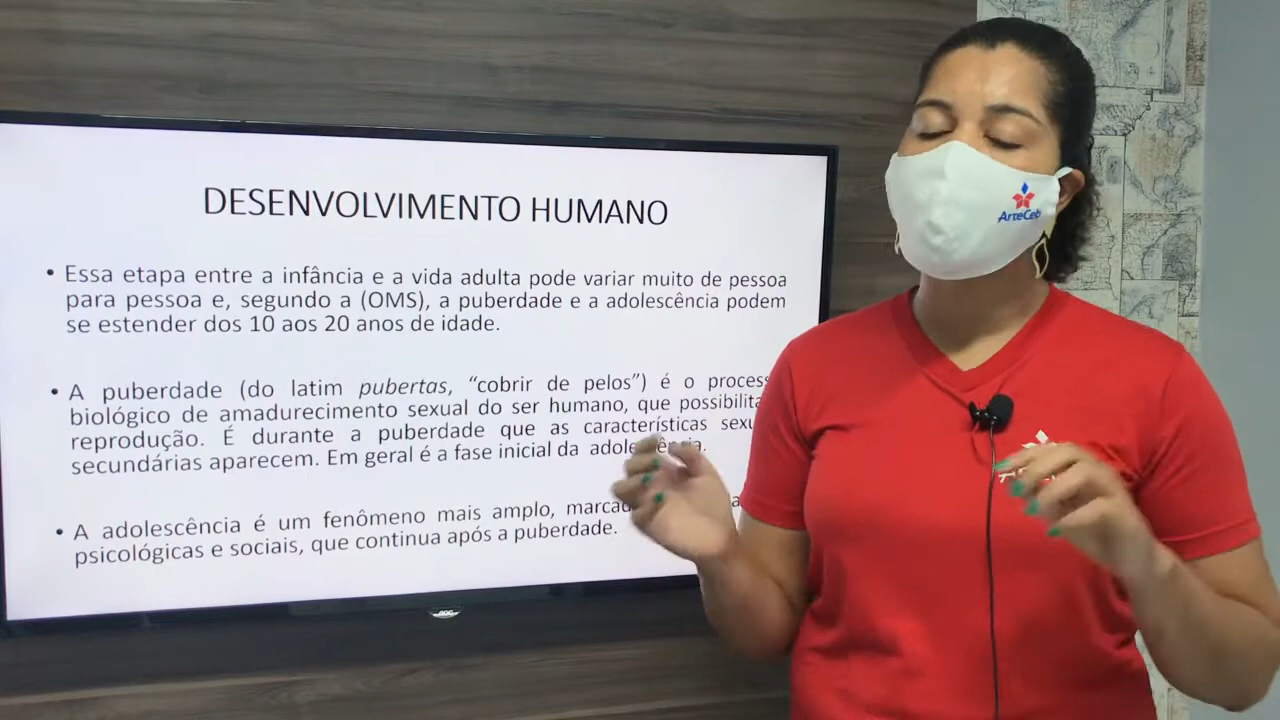 DESENVOLVIMENTO HUMANO
• Essa etapa entre a infância e a vida adulta pode variar muito de pessoa
para pessoa e, segundo a (OMS), a puberdade e a adolescência podem
se estender dos 10 aos 20 anos de idade.
• A puberdade (do latim pubertas, “cobrir de pelos”) é o process
biológico de amadurecimento sexual do ser humano, que possibilita
reprodução. É durante a puberdade que as características sexu
secundárias aparecem. Em geral é a fase inicial da adolescência.
• A adolescência é um fenômeno mais amplo, marcad
psicológicas e sociais, que continua após a puberdade.
AOC
ArteCeb